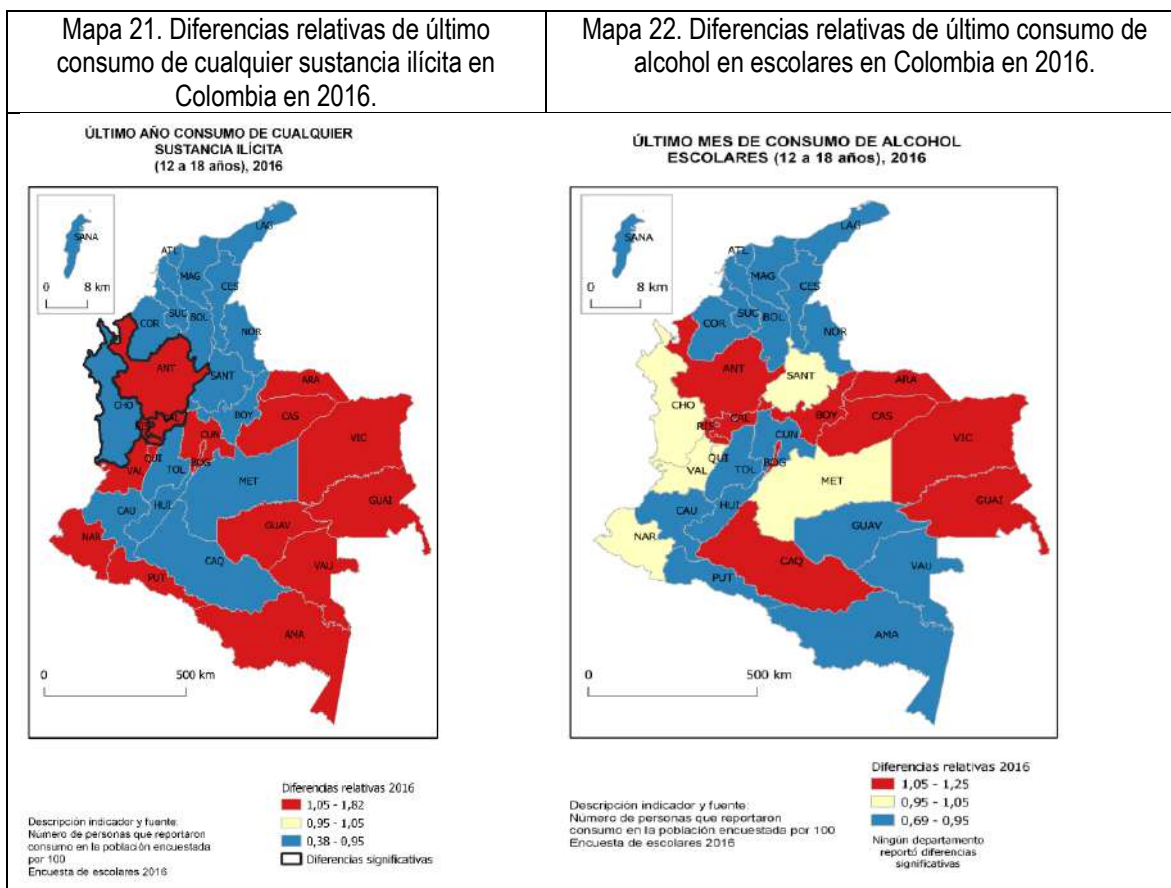 Mapa 21. Diferencias relativas de último
consumo de cualquier sustancia ilícita en
Colombia en 2016.
Mapa 22. Diferencias relativas de último consumo de
alcohol en escolares en Colombia en 2016.
ÚLTIMO AÑO CONSUMO DE CUALQUIER
SUSTANCIA ILÍCITA
(12 a 18 años), 2016
SANA
0 8 km
LAG
ATL
MAG
CES
SUC
BOL
COR
NOR
ANT
SANT
ARA
CHO
CAL
BOY
CAS
CUN
VIC
QUI
VAL
TOL
BOG
MET
CAU
HUI
GUAI
GUAV
NAR
CAQ
VAU
PUT
AMA
0 500 km
Diferencias relativas 2016
1,05 - 1,82
0,95 - 1,05
0,38 - 0,95
Diferencias significativas
Descripción indicador y fuente:
Número de personas que reportaron
consumo en la población encuestada
por 100
Encuesta de escolares 2016
ÚLTIMO MES DE CONSUMO DE ALCOHOL
ESCOLARES (12 a 18 años), 2016
SANA
0 8 km
LAG
ATL
MAG
CES
SUC
BOL
COR
NOR
ANT
SANT
ARA
CHO
RIS
CAL
BOY
CAS
CUN
VIC
QUI
VAL
TOL
BOG
MET
CAU
HUI
GUAI
GUAV
NAR
CAQ
VAU
PUT
AMA
0 500 km
Diferencias relativas 2016
1,05 - 1,25
0,95 - 1,05
0,69 - 0,95
Ningún departamento
reportó diferencias
significativas
Descripción indicador y fuente:
Número de personas que reportaron
consumo en la población encuestada por 100
Encuesta de escolares 2016